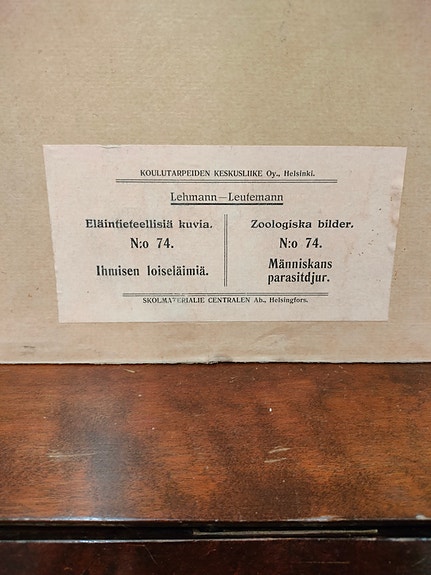 KOULUTARPEIDEN KESKUSLIIKE Oy., Helsinki.
Lehmann—Leutemann
Eläintieteellisiä kuvia.
N:o 74.
Ihmisen loiseläimiä.
Zoologiska bilder.
N:o 74.
Människans
parasitdjur.
SKOLMATERIALIE CENTRALEN Ab., Helsingfors.